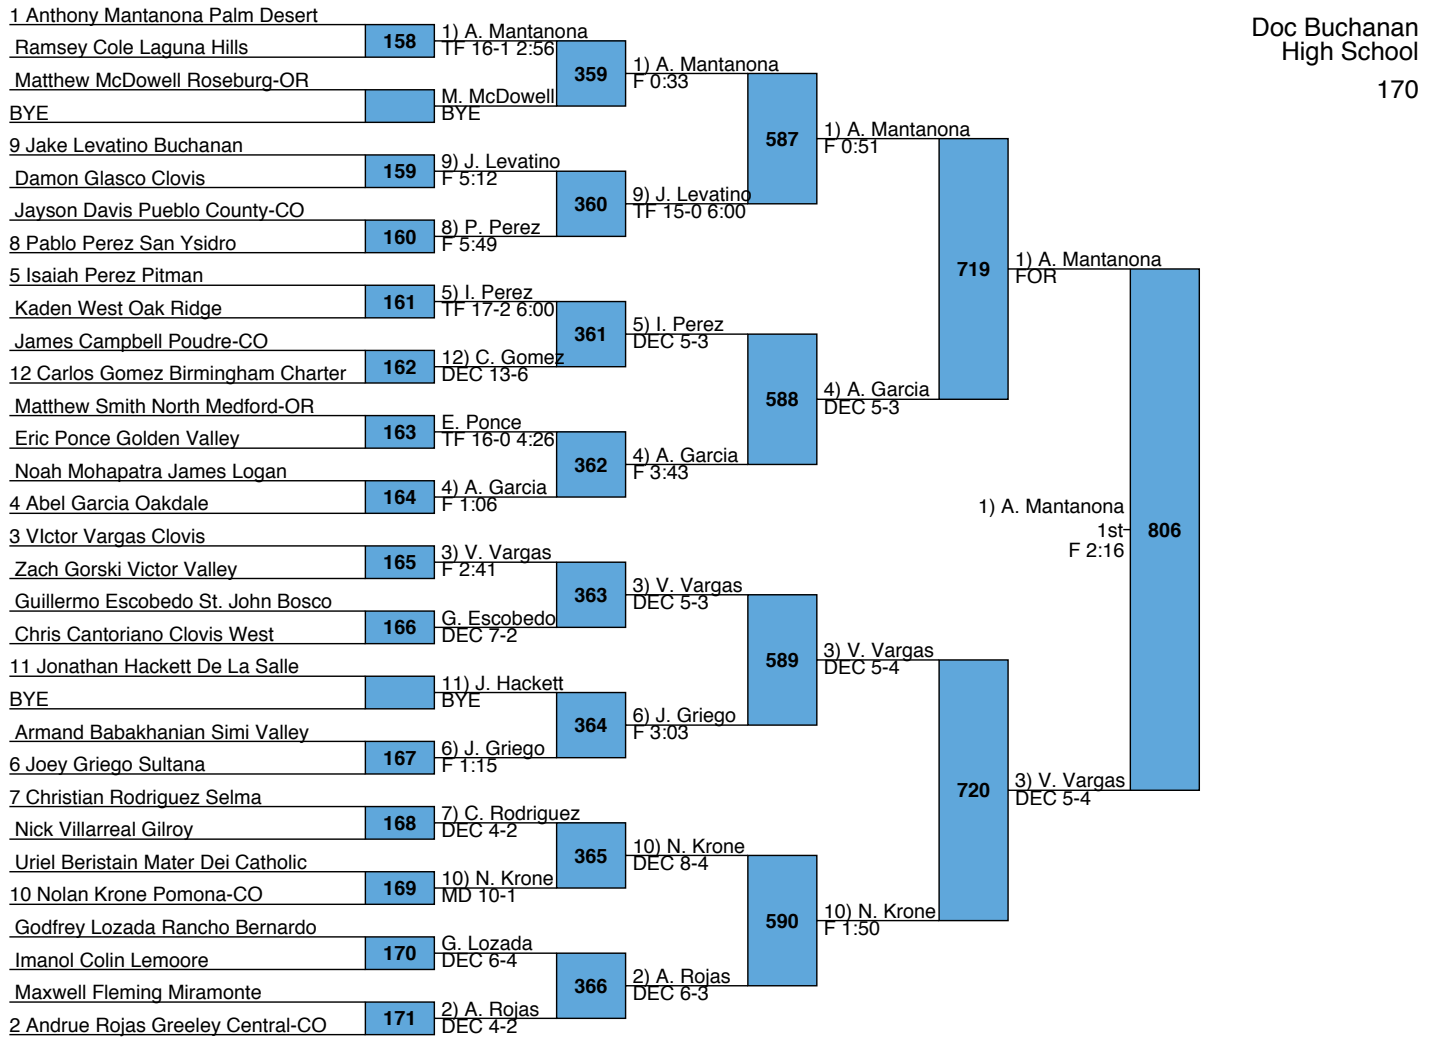 Doc Buchanan
High School
170
1 Anthony Mantanona Palm Desert
Ramsey Cole Laguna Hills
Matthew McDowell Roseburg-OR
BYE
9 Jake Levatino Buchanan
Damon Glasco Clovis
Jayson Davis Pueblo County-CO
8 Pablo Perez San Ysidro
5 Isaiah Perez Pitman
Kaden West Oak Ridge
James Campbell Poudre-CO
12 Carlos Gomez Birmingham Charter
Matthew Smith North Medford-OR
Eric Ponce Golden Valley
Noah Mohapatra James Logan
4 Abel Garcia Oakdale
3 VIctor Vargas Clovis
Zach Gorski Victor Valley
Guillermo Escobedo St. John Bosco
Chris Cantoriano Clovis West
11 Jonathan Hackett De La Salle
BYE
Armand Babakhanian Simi Valley
6 Joey Griego Sultana
7 Christian Rodriguez Selma
Nick Villarreal Gilroy
Uriel Beristain Mater Dei Catholic
10 Nolan Krone Pomona-CO
Godfrey Lozada Rancho Bernardo
Imanol Colin Lemoore
Maxwell Fleming Miramonte
2 Andrue Rojas Greeley Central-CO
158
159
160
161
162
163
164
165
166
167
168
169
170
171
1) A. Mantanona
TF 16-1 2:56
M. McDowell
BYE
9) J. Levatino
F 5:12
8) P. Perez
F 5:49
5) I. Perez
TF 17-2 6:00
12) C. Gomez
DEC 13-6
E. Ponce
TF 16-0 4:26
4) A. Garcia
F 1:06
3) V. Vargas
F 2:41
G. Escobedo
DEC 7-2
11) J. Hackett
BYE
6) J. Griego
F 1:15
7) C. Rodriguez
DEC 4-2
10) N. Krone
MD 10-1
G. Lozada
DEC 6-4
2) A. Rojas
DEC 4-2
359
360
361
362
363
364
365
366
1) A. Mantanona
F 0:33
9) J. Levatino
TF 15-0 6:00
5) I. Perez
DEC 5-3
4) A. Garcia
F 3:43
3) V. Vargas
DEC 5-3
6) J. Griego
F 3:03
10) N. Krone
DEC 8-4
2) A. Rojas
DEC 6-3
587
588
589
590
1) A. Mantanona
F 0:51
4) A. Garcia
DEC 5-3
3) V. Vargas
DEC 5-4
10) N. Krone
F 1:50
719
720
1) A. Mantanona
FOR
3) V. Vargas
DEC 5-4
1) A. Mantanona
1st
F 2:16
806